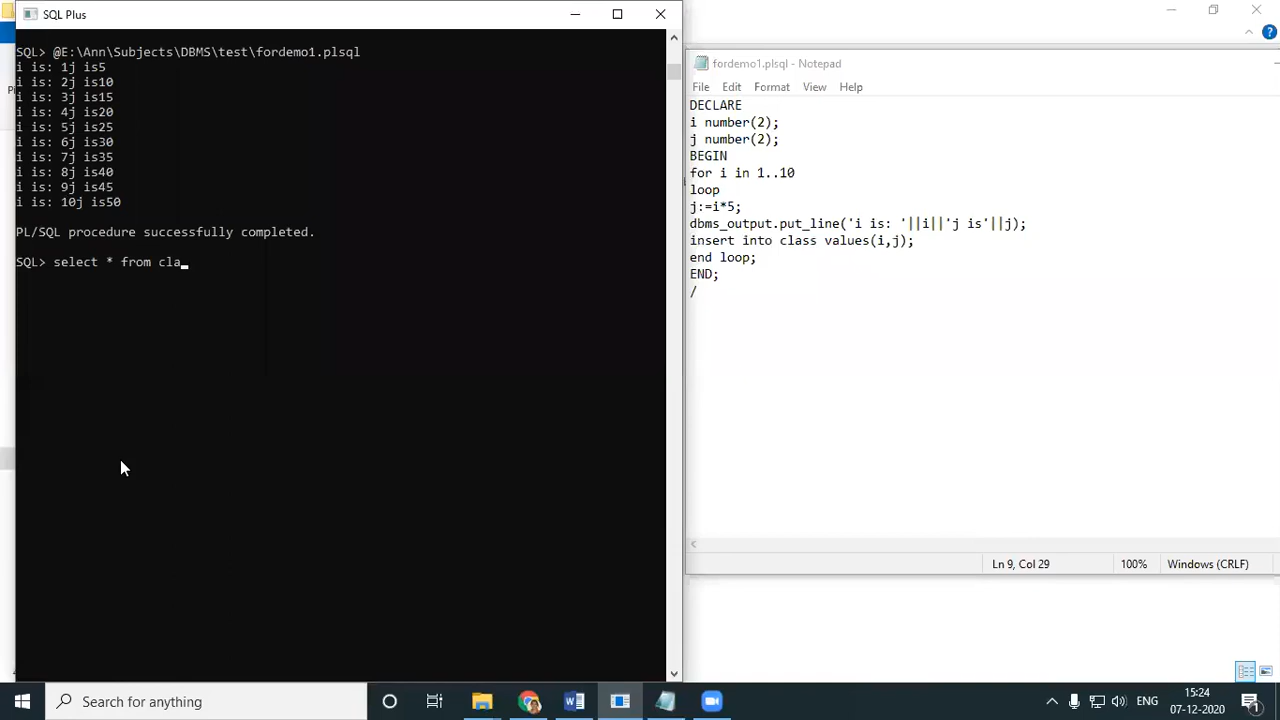 SQL Plus
SQL> @E:\Ann\Subjects\DBMS\test\fordemo1.plsql
i is: 1j is5
i is: 2j is10
i is: 3j is15
i is: 4j is20
i is: 5j is25
i is: 6j is30
i is: 7j is35
i is: 8j is40
i is: 9j is45
i is: 10j is50
PL/SQL procedure successfully completed.
SQL> select * from cla_
fordemo1.plsql - Notepad
File Edit Format View Help
DECLARE
i number(2);
j number(2);
BEGIN
for i in 1..10
loop
j:=i*5;
dbms_output.put_line('i is: '||i||'j is'||j);
insert into class values(i,j);
end loop;
END;
/
Ln 9, Col 29 100% Windows (CRLF)
Search for anything
ENG
15:24
07-12-2020
1